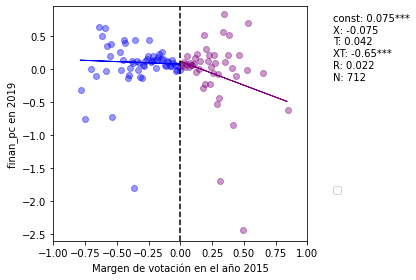 const: 0.075***
X: -0.075
T: 0.042
XT: -0.65***
R: 0.022
N: 712
finan_pc en 2019
0.5
0.0
−0.5
−1.0
−1.5
−2.0
−2.5
−1.00 −0.75 −0.50 −0.25 0.00 0.25 0.50 0.75 1.00
Margen de votación en el año 2015